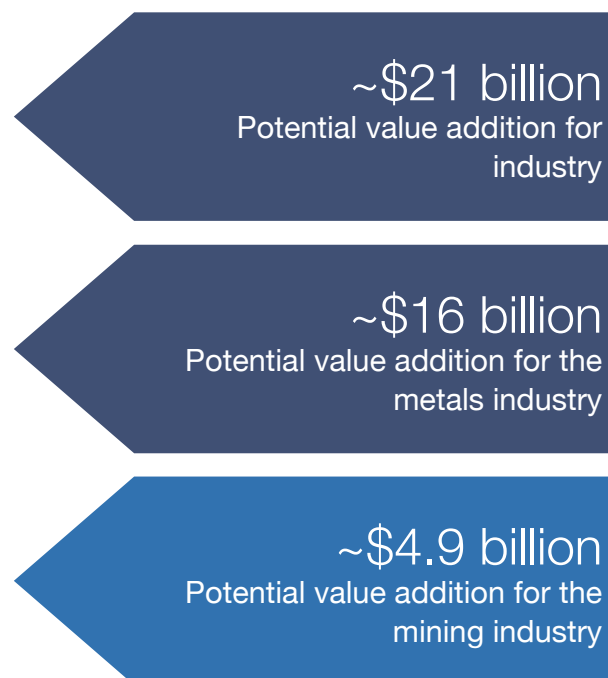 ~$21 billion
Potential value addition for
industry
~$16 billion
Potential value addition for the
metals industry
~$4.9 billion
Potential value addition for the
mining industry